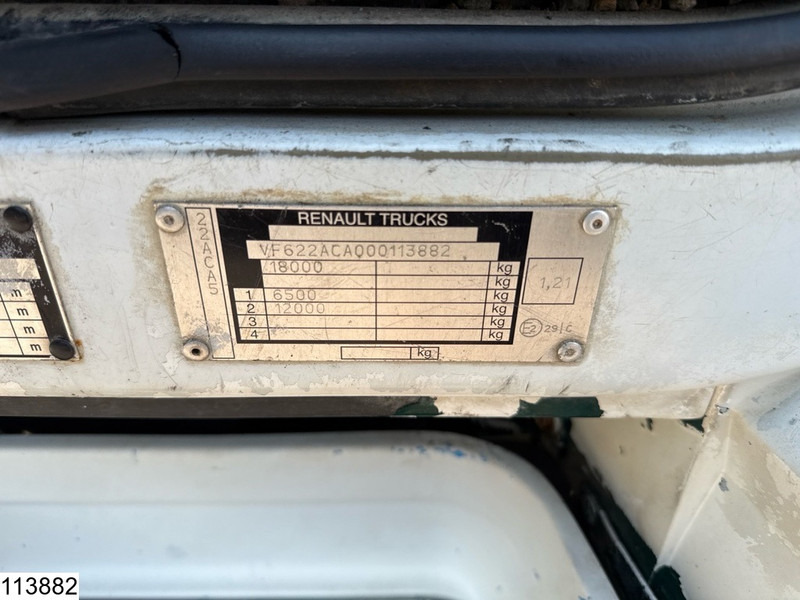 m
m
m
m
22ACA5
RENAULT TRUCKS
VF622ACA000113882
18000 kg
kg
1 6500 kg
2 12000 kg
3 kg
4 kg
kg
1,21
E2 29 | C
113882